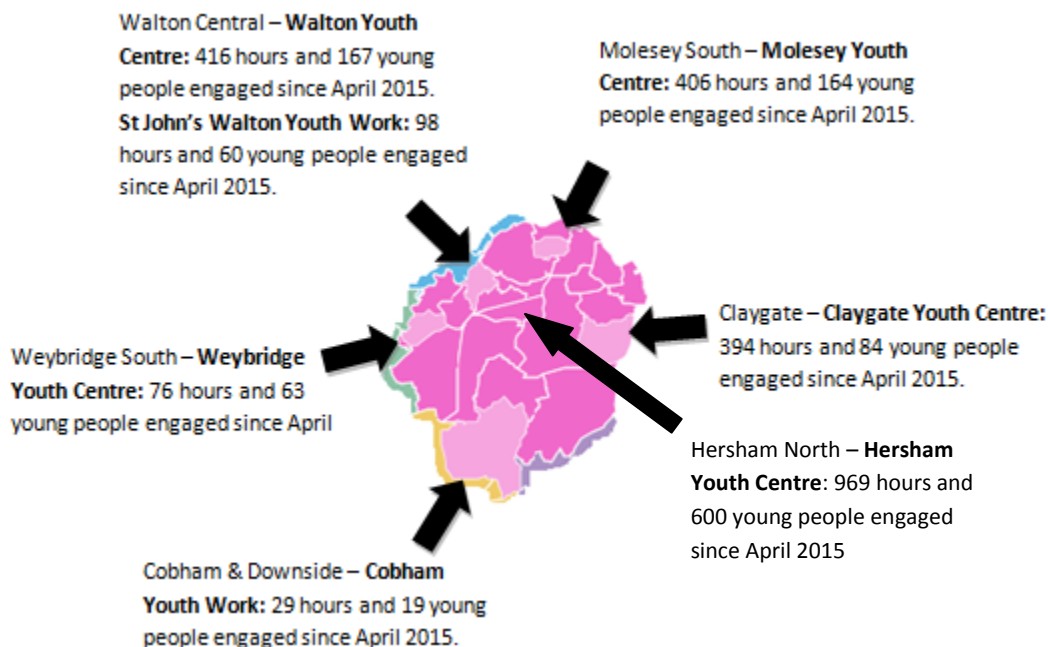 Walton Central – Walton Youth
Centre: 416 hours and 167 young
people engaged since April 2015.
St John's Walton Youth Work: 98
hours and 60 young people engaged
since April 2015.
Molesey South – Molesey Youth
Centre: 406 hours and 164 young
people engaged since April 2015.
Claygate – Claygate Youth Centre:
394 hours and 84 young people
engaged since April 2015.
Weybridge South – Weybridge
Youth Centre: 76 hours and 63
young people engaged since April
Hersham North – Hersham
Youth Centre: 969 hours and
600 young people engaged
since April 2015
Cobham & Downside – Cobham
Youth Work: 29 hours and 19 young
people engaged since April 2015.